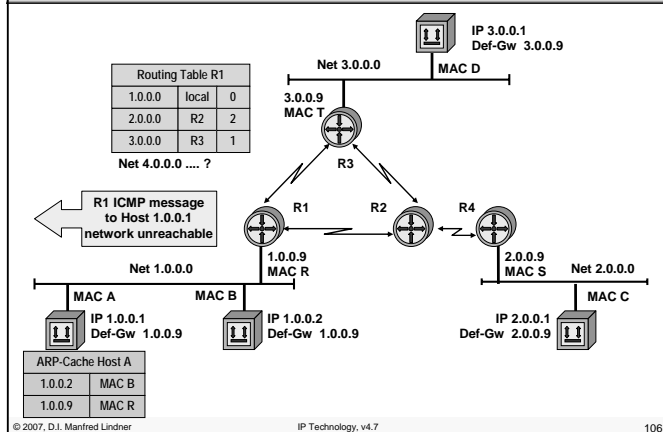 IP 3.0.0.1
Def-Gw 3.0.0.9
Net 3.0.0.0
MAC D
Routing Table R1
1.0.0.0 local 0
2.0.0.0 R2 2
3.0.0.0 R3 1
3.0.0.9
MAC T
Net 4.0.0.0 .... ?
R3
R1 ICMP message
to Host 1.0.0.1
network unreachable
R1
R2
R4
1.0.0.9
MAC R
2.0.0.9
MAC S
Net 1.0.0.0
Net 2.0.0.0
MAC A
MAC B
MAC C
IP 1.0.0.1
Def-Gw 1.0.0.9
IP 1.0.0.2
Def-Gw 1.0.0.9
IP 2.0.0.1
Def-Gw 2.0.0.9
ARP-Cache Host A
1.0.0.2 MAC B
1.0.0.9 MAC R
© 2007, D.I. Manfred Lindner
IP Technology, v4.7
106